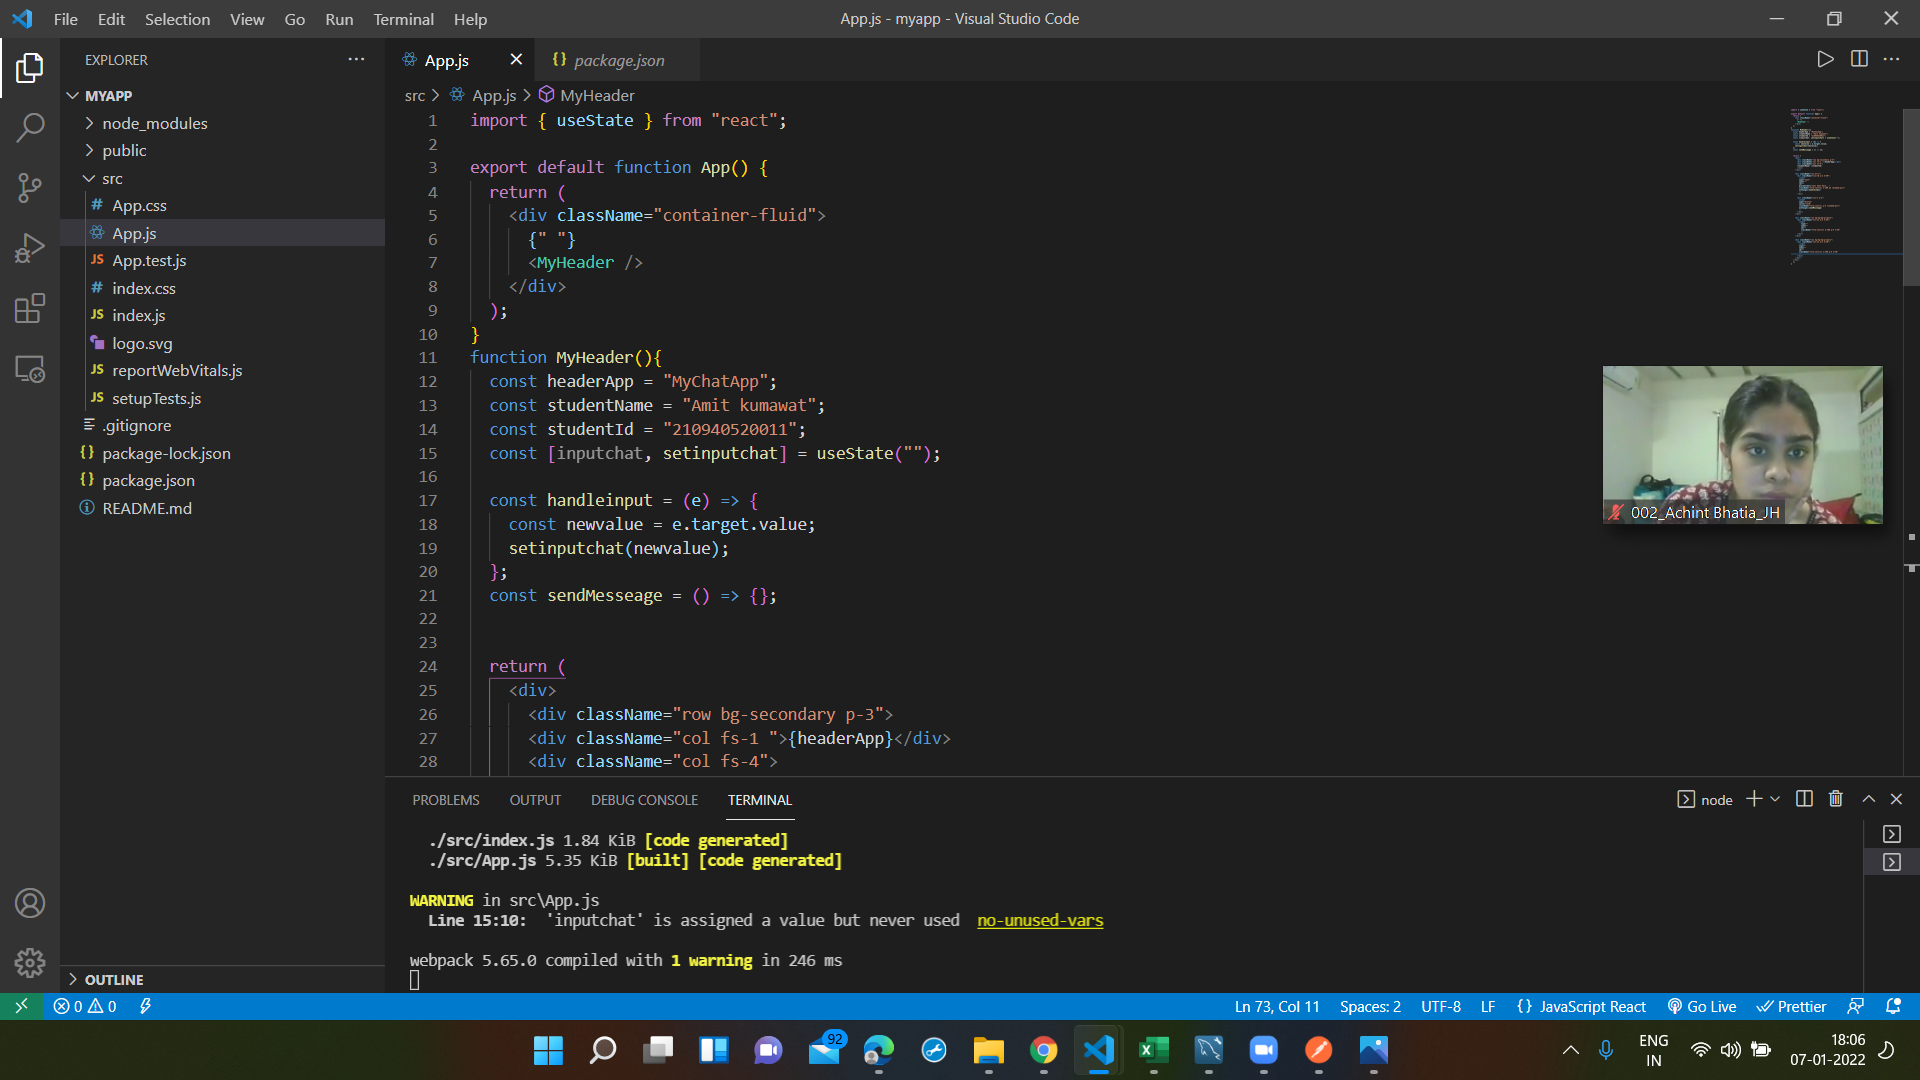 File Edit Selection View Go Run Terminal Help
App.js - myapp - Visual Studio Code
EXPLORER
MYAPP
node_modules
public
src
# App.css
App.js
JS App.test.js
# index.css
JS index.js
logo.svg
JS reportWebVitals.js
JS setupTests.js
.gitignore
{} package-lock.json
{} package.json
README.md
OUTLINE
App.js
{} package.json
src > App.js > MyHeader
1 import { useState } from "react";
2
3 export default function App() {
4 return (
5 <div className="container-fluid">
6 {" "}
7 <MyHeader />
8 </div>
9 );
10 }
11 function MyHeader(){
12 const headerApp = "MyChatApp";
13 const studentName = "Amit kumawat";
14 const studentId = "210940520011";
15 const [inputchat, setinputchat] = useState("");
16
17 const handleinput = (e) => {
18 const newvalue = e.target.value;
19 setinputchat(newvalue);
20 };
21 const sendMesseage = () => {};
22
23
24 return (
25 <div>
26 <div className="row bg-secondary p-3">
27 <div className="col fs-1 ">{headerApp}</div>
28 <div className="col fs-4">
002_Achint Bhatia_JH
PROBLEMS OUTPUT DEBUG CONSOLE TERMINAL
node
./src/index.js 1.84 KiB [code generated]
./src/App.js 5.35 KiB [built] [code generated]
WARNING in src\App.js
Line 15:10: 'inputchat' is assigned a value but never used no-unused-vars
webpack 5.65.0 compiled with 1 warning in 246 ms
0 0
Ln 73, Col 11 Spaces: 2 UTF-8 LF {} JavaScript React Go Live Prettier
92
ENG
IN
18:06
07-01-2022